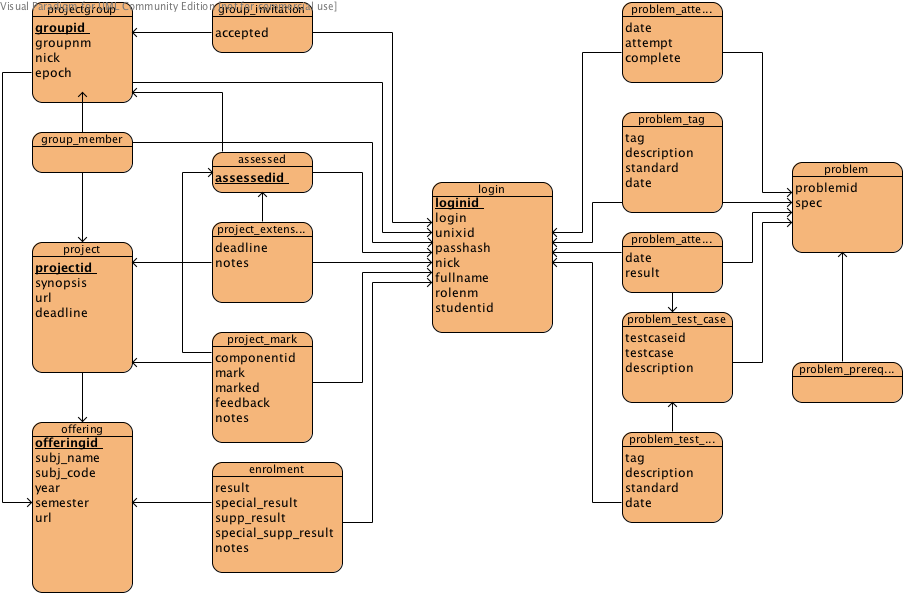 Visual Paradigm for UML Community Edition [not for commercial use]
projectgroup
groupid
groupnm
nick
epoch
group_invitation
accepted
group_member
assessed
assessedid
project
projectid
synopsis
url
deadline
project_extens...
deadline
notes
project_mark
componentid
mark
marked
feedback
notes
offering
offeringid
subj_name
subj_code
year
semester
url
enrolment
result
special_result
supp_result
special_supp_result
notes
login
loginid
login
unixid
passhash
nick
fullname
rolenm
studentid
problem_atte...
date
attempt
complete
problem_tag
tag
description
standard
date
problem_atte...
date
result
problem_test_case
testcaseid
testcase
description
problem_test_...
tag
description
standard
date
problem
problemid
spec
problem_prereq...